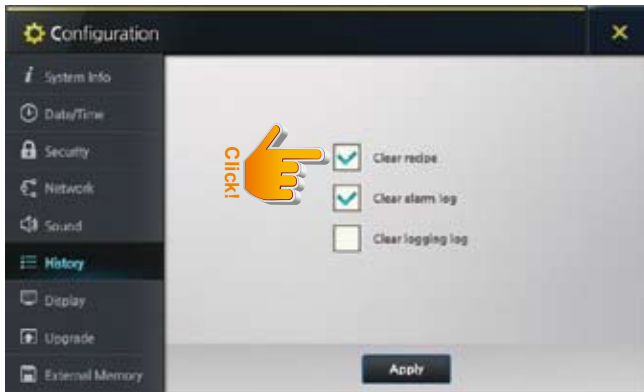 Configuration
System Info
Date/Time
Security
Network
Sound
History
Display
Upgrade
External Memory
Click!
Clear recipe
Clear alarm log
Clear logging log
Apply